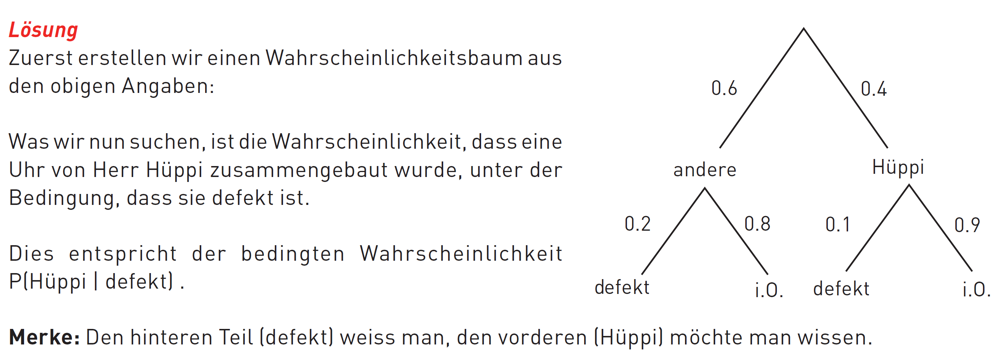 Lösung
Zuerst erstellen wir einen Wahrscheinlichkeitsbaum aus
den obigen Angaben:
Was wir nun suchen, ist die Wahrscheinlichkeit, dass eine
Uhr von Herr Hüppi zusammengebaut wurde, unter der
Bedingung, dass sie defekt ist.
Dies entspricht der bedingten Wahrscheinlichkeit
P(Hüppi | defekt) .
0.6 0.4
andere Hüppi
0.2 0.8 0.1 0.9
defekt i.O. defekt i.O.
Merke: Den hinteren Teil (defekt) weiss man, den vorderen (Hüppi) möchte man wissen.